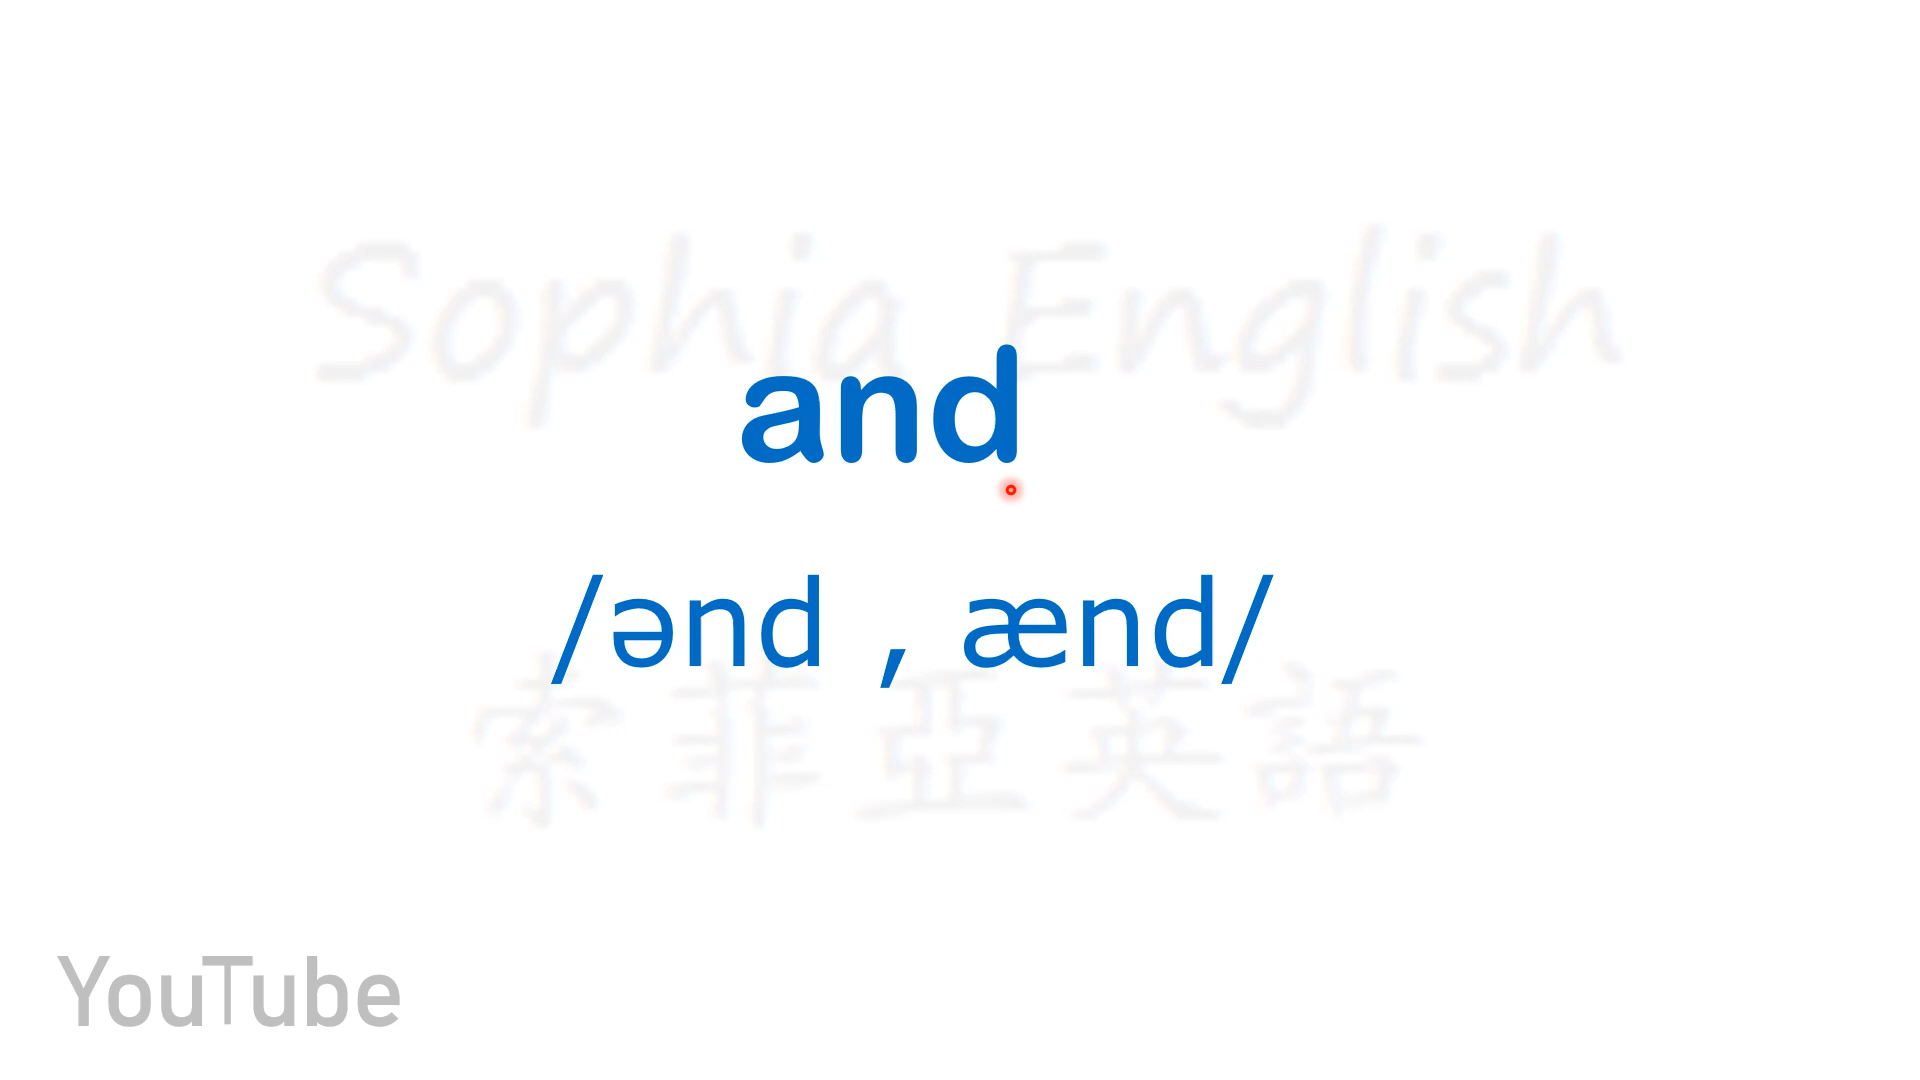 Sophia English
and
/ənd , ænd/
索菲亞英語
YouTube